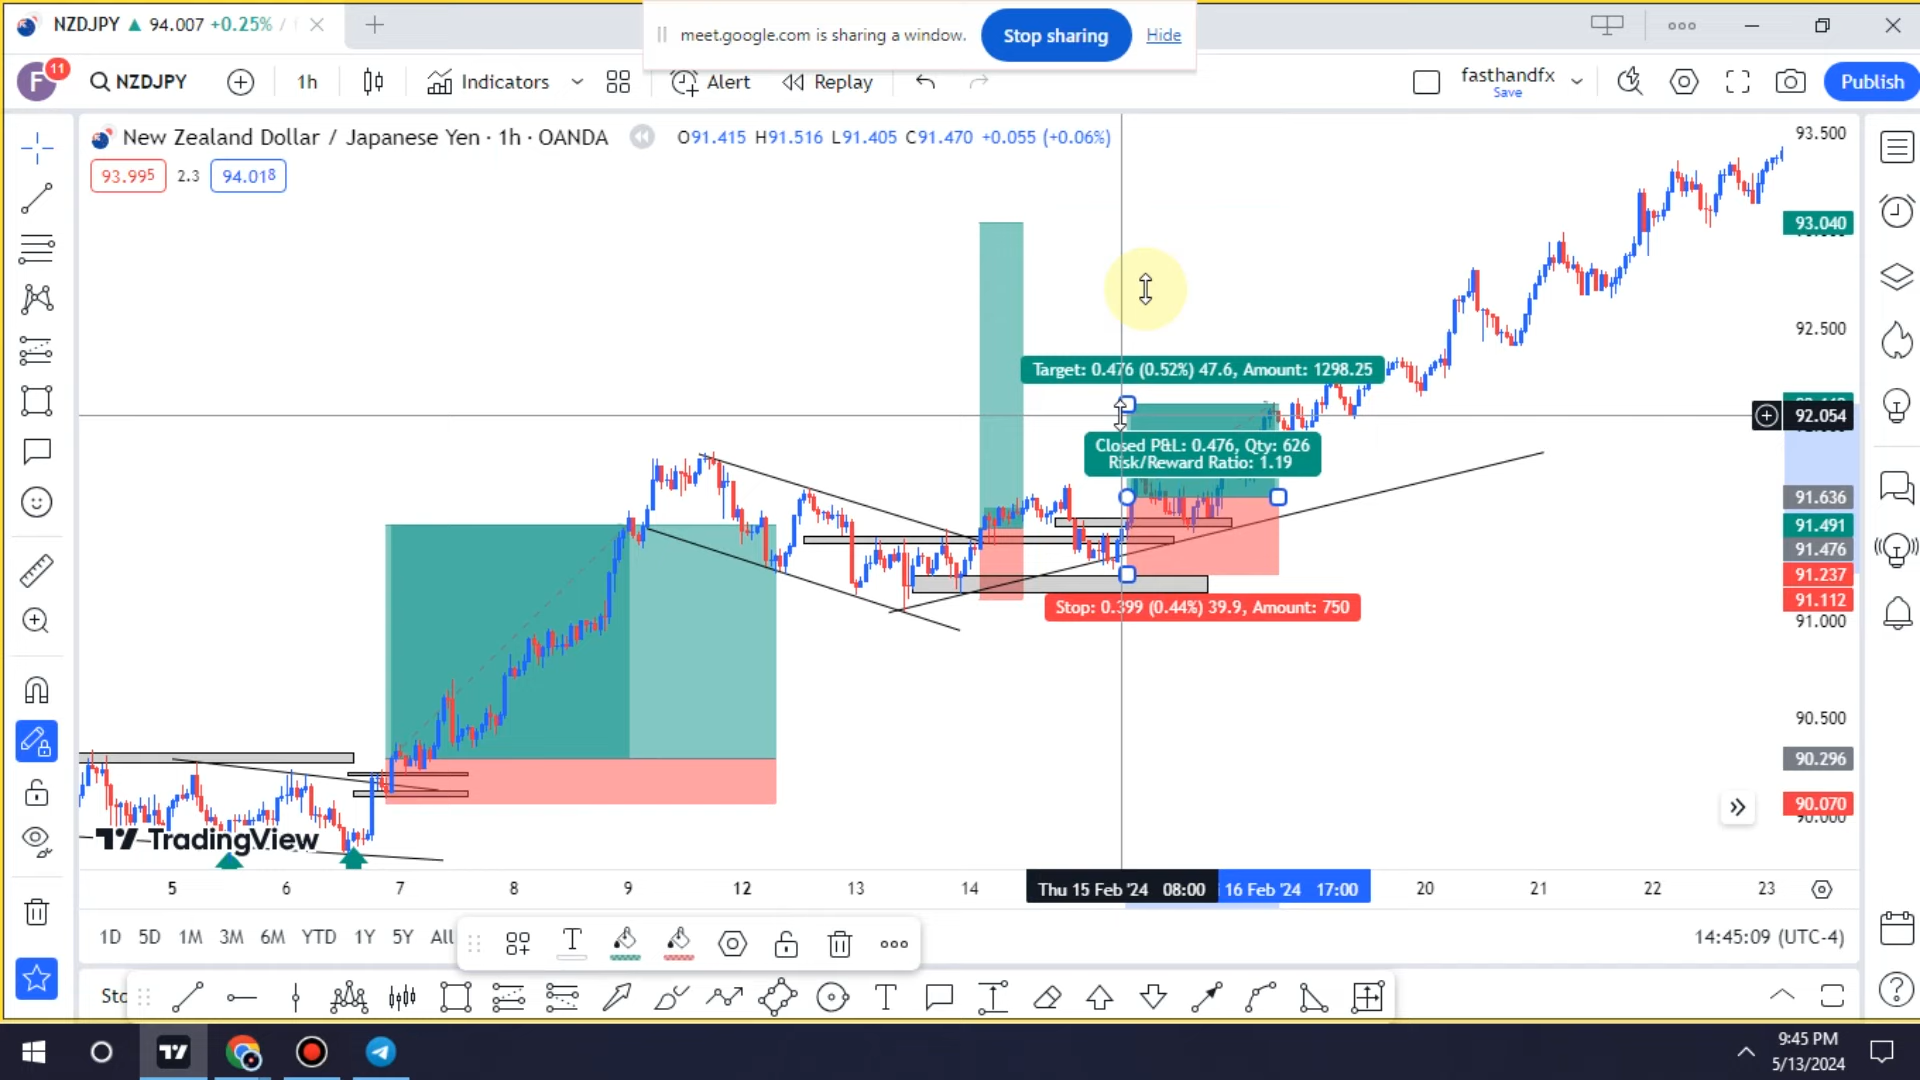 NZDJPY ▲ 94.007 +0.25% /
meet.google.com is sharing a window.
Stop sharing
Hide
F
11
NZDJPY
1h
Indicators
Alert
Replay
fasthandfx
Save
Publish
New Zealand Dollar / Japanese Yen · 1h · OANDA
O91.415 H91.516 L91.405 C91.470 +0.055 (+0.06%)
93.995
2.3
94.018
93.500
93.040
92.500
92.054
91.636
91.491
91.476
91.237
91.112
91.000
90.500
90.296
90.070
90.000
Target: 0.476 (0.52%) 47.6, Amount: 1298.25
Closed P&L: 0.476, Qty: 626
Risk/Reward Ratio: 1.19
Stop: 0.399 (0.44%) 39.9, Amount: 750
TradingView
5 6 7 8 9 12 13 14
Thu 15 Feb '24 08:00
16 Feb '24 17:00
20 21 22 23
1D 5D 1M 3M 6M YTD 1Y 5Y All
14:45:09 (UTC-4)
Stc
9:45 PM
5/13/2024